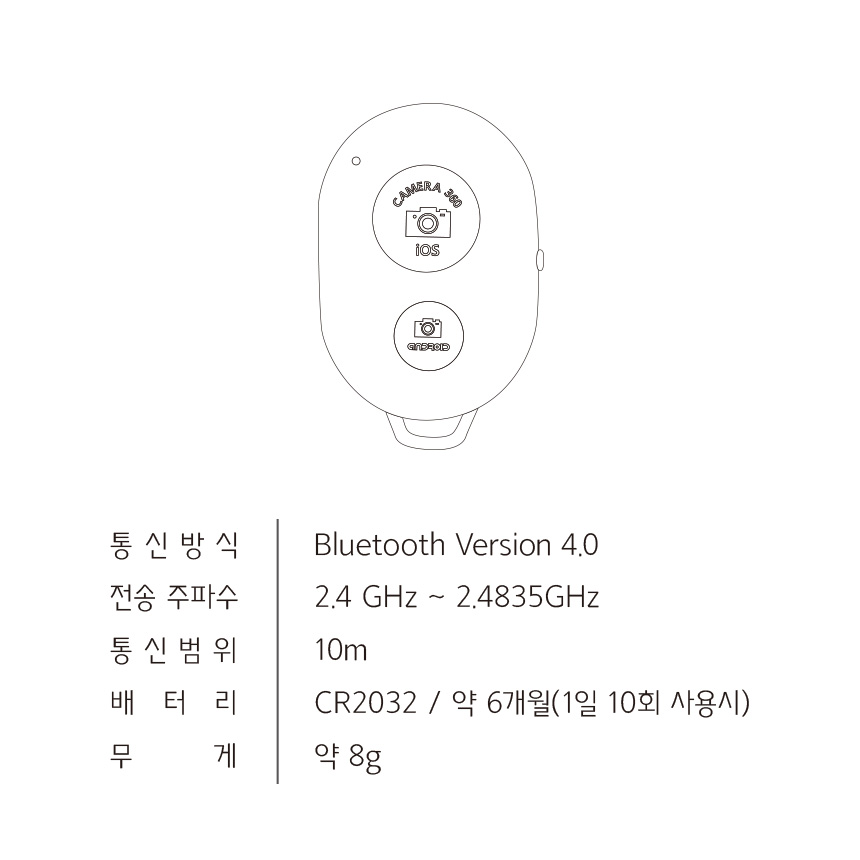 CAMERA 360
iOS
ANDROID
통신방식 Bluetooth Version 4.0
전송 주파수 2.4 GHz ~ 2.4835GHz
통신범위 10m
배터리 CR2032 / 약 6개월(1일 10회 사용시)
무게 약 8g